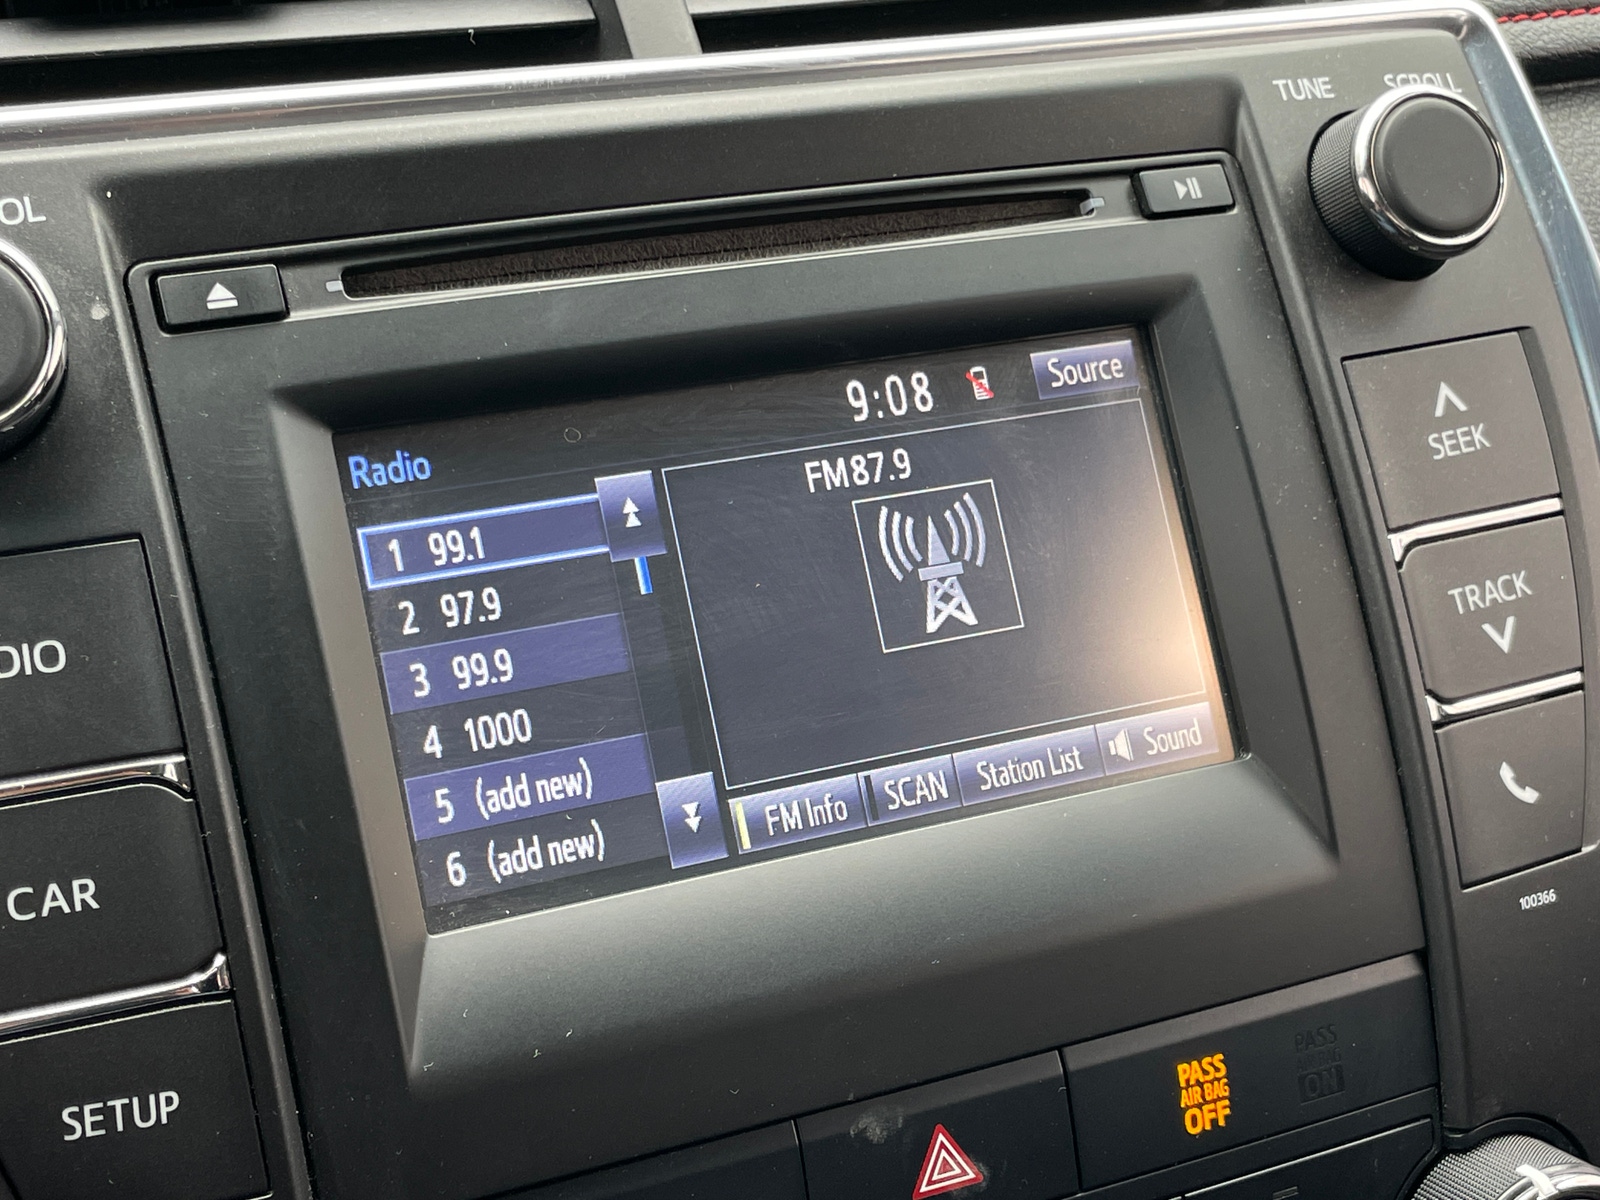 TUNE SCROLL
OL
9:08
Source
Radio
FM87.9
1 99.1
2 97.9
3 99.9
4 1000
5 (add new)
6 (add new)
FM Info
SCAN
Station List
Sound
SEEK
TRACK
100366
DIO
CAR
SETUP
PASS
AIR BAG
OFF
PASS
AIR BAG
ON